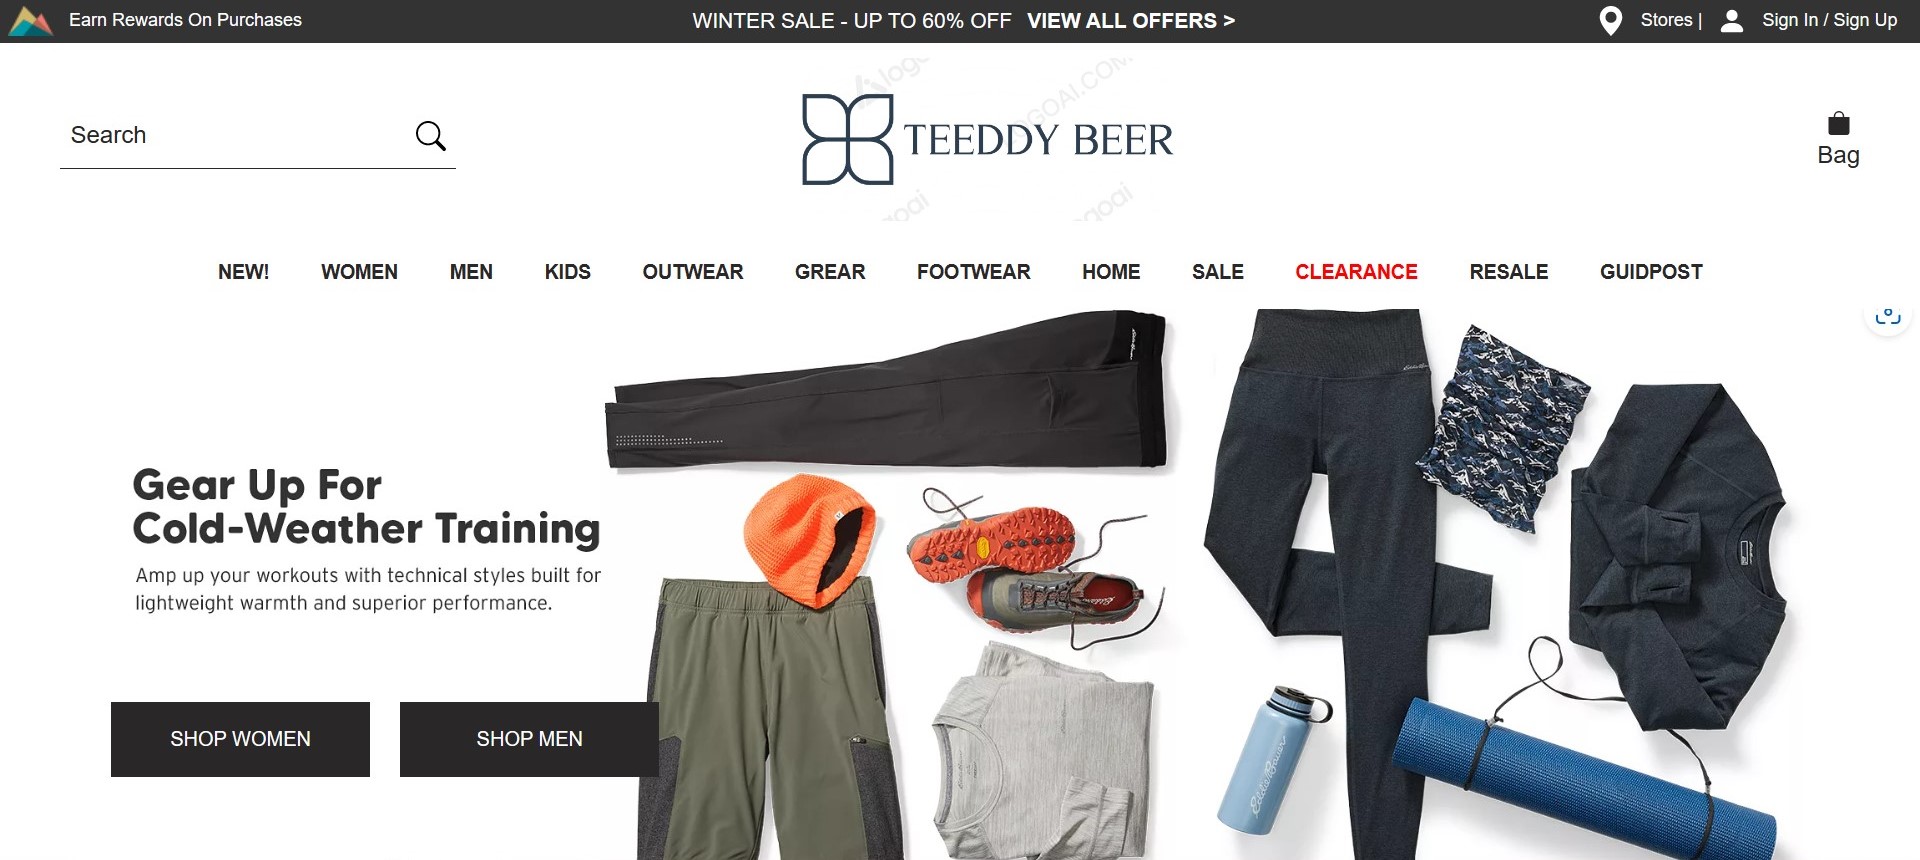 Earn Rewards On Purchases
WINTER SALE - UP TO 60% OFF VIEW ALL OFFERS >
Stores | Sign In / Sign Up
Search
TEEDDY BEER
Bag
NEW! WOMEN MEN KIDS OUTWEAR GREAR FOOTWEAR HOME SALE CLEARANCE RESALE GUIDPOST
Gear Up For
Cold-Weather Training
Amp up your workouts with technical styles built for
lightweight warmth and superior performance.
SHOP WOMEN SHOP MEN
Eddie Bauer